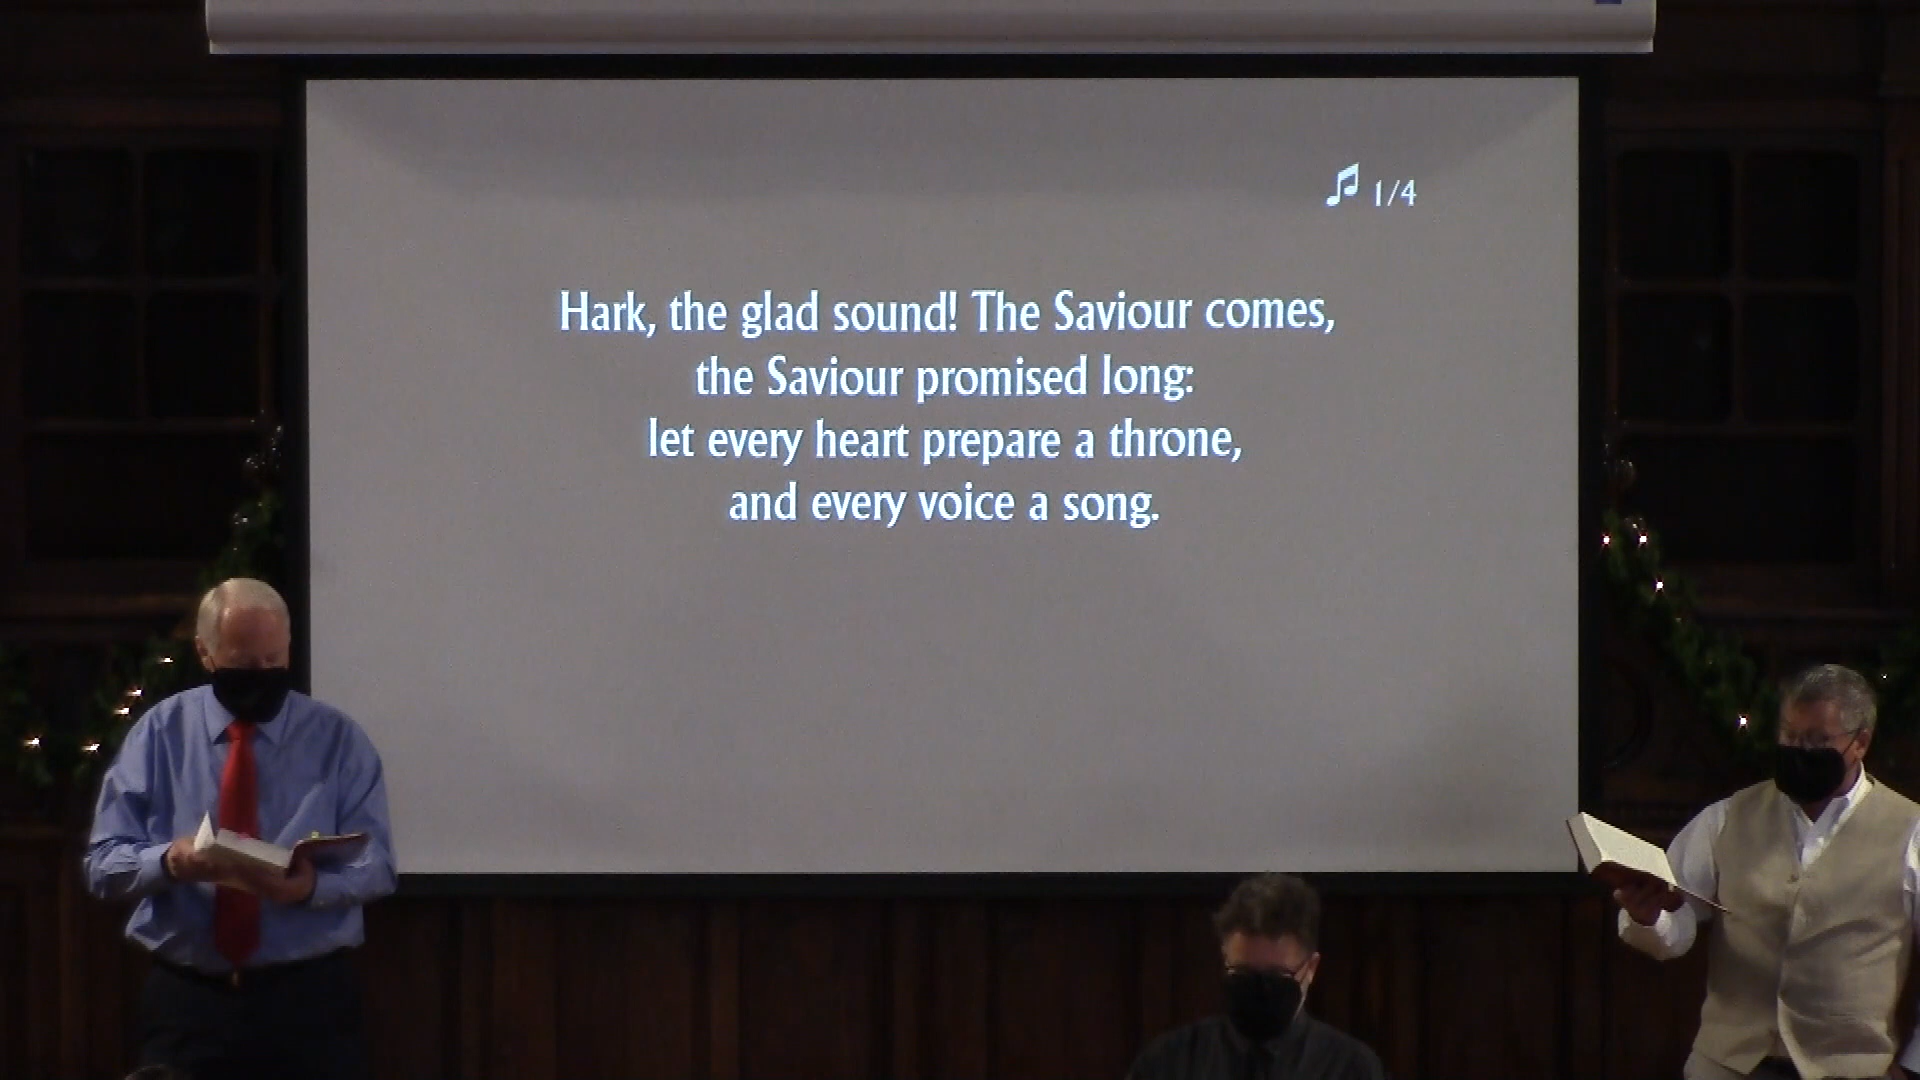 ♫ 1/4
Hark, the glad sound! The Saviour comes,
the Saviour promised long:
let every heart prepare a throne,
and every voice a song.